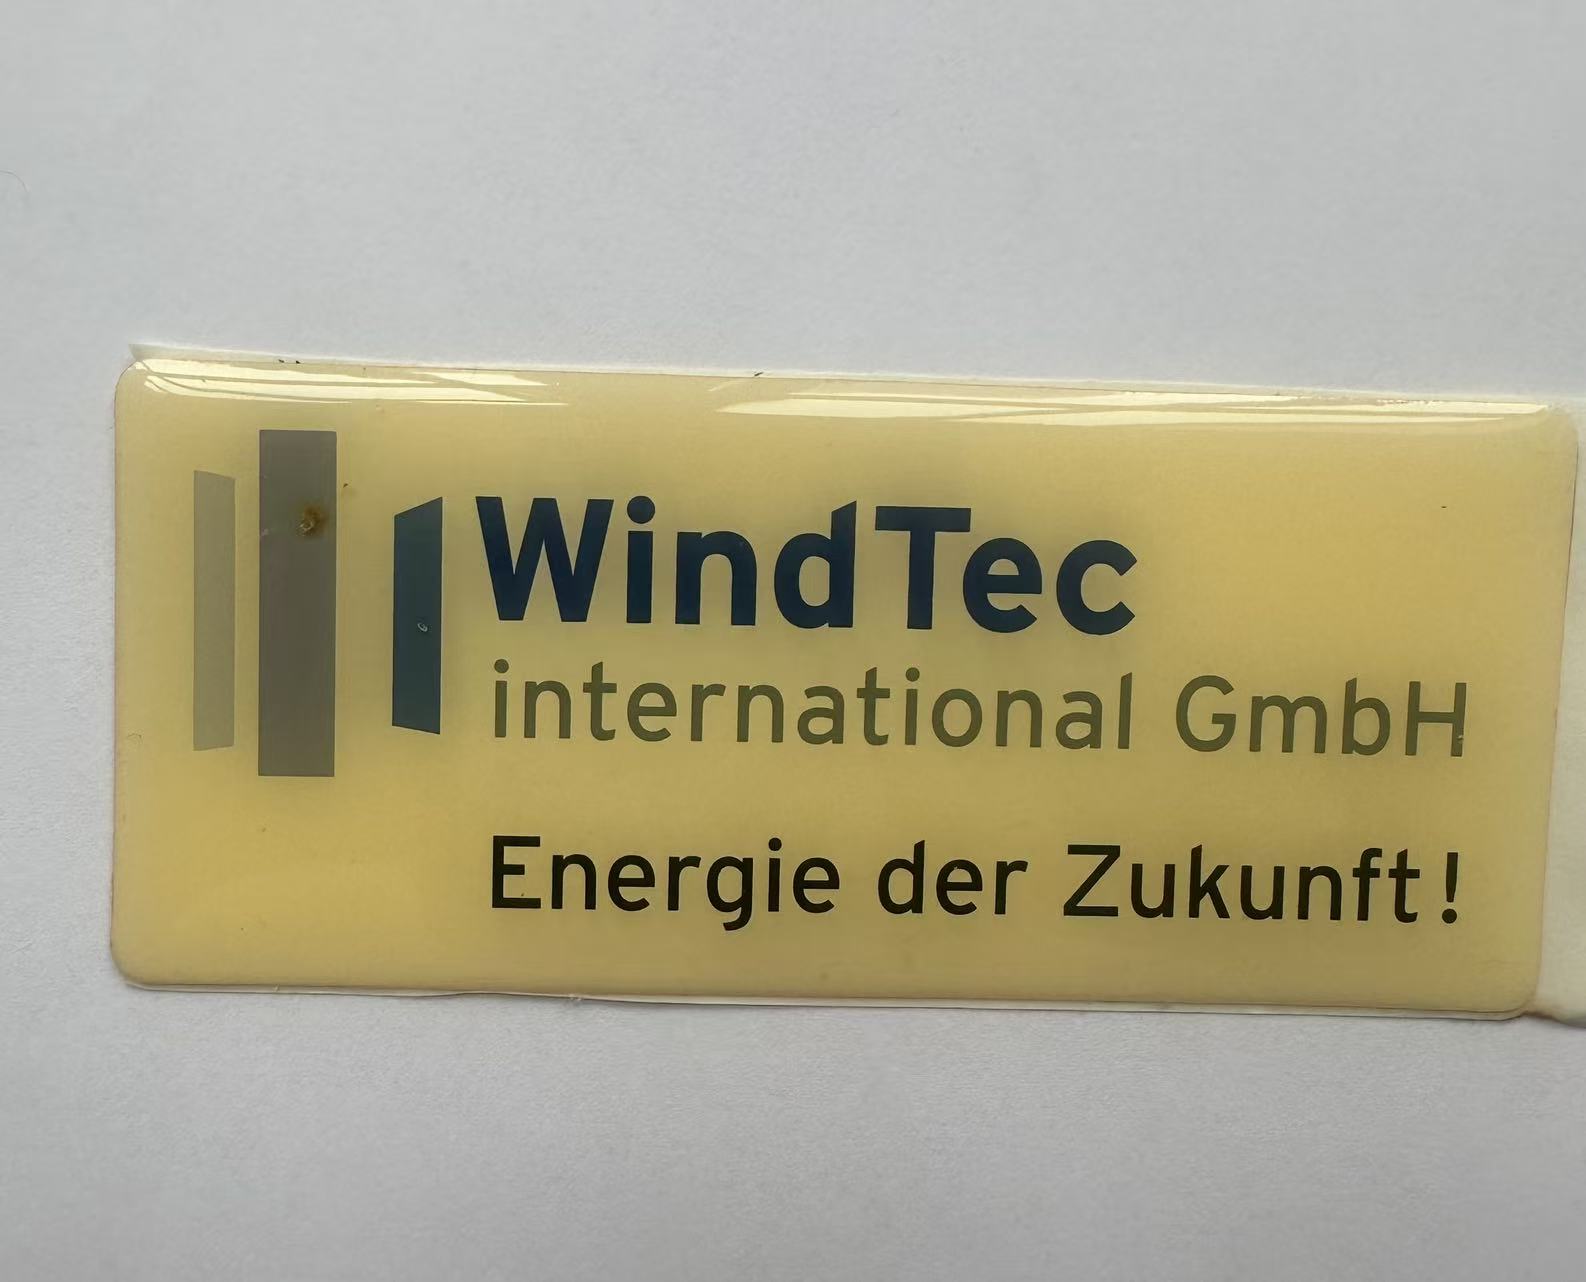 WindTec
international GmbH
Energie der Zukunft!